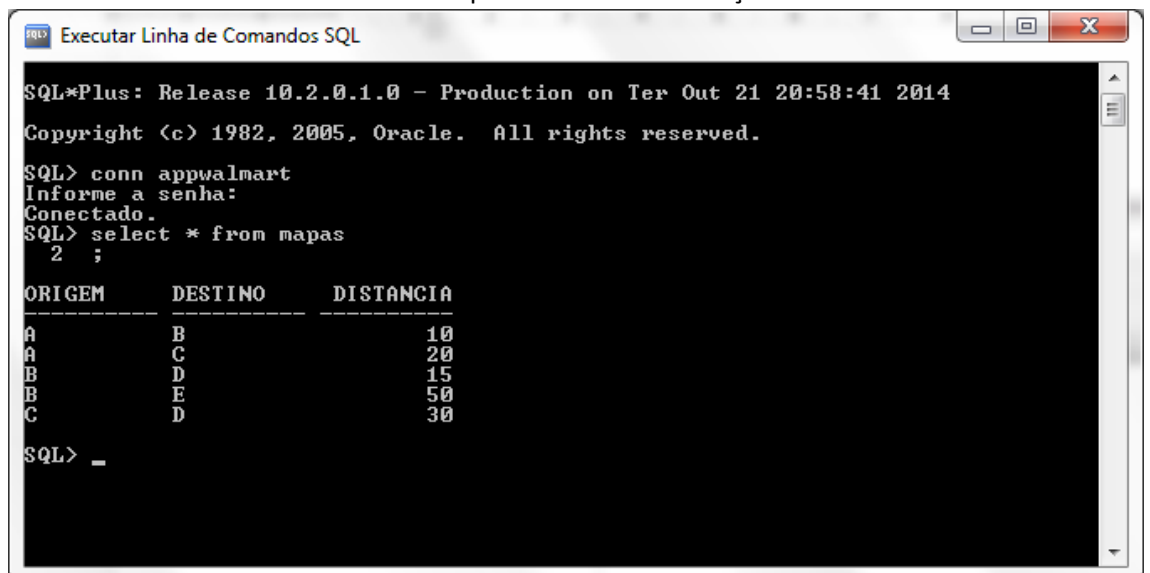 Executar Linha de Comandos SQL
SQL*Plus: Release 10.2.0.1.0 - Production on Ter Out 21 20:58:41 2014
Copyright (c) 1982, 2005, Oracle. All rights reserved.
SQL> conn appwalmart
Informe a senha:
Conectado.
SQL> select * from mapas
2 ;
ORIGEM DESTINO DISTANCIA
---------- ---------- ----------
A B 10
A C 20
B D 15
B E 50
C D 30
SQL> _